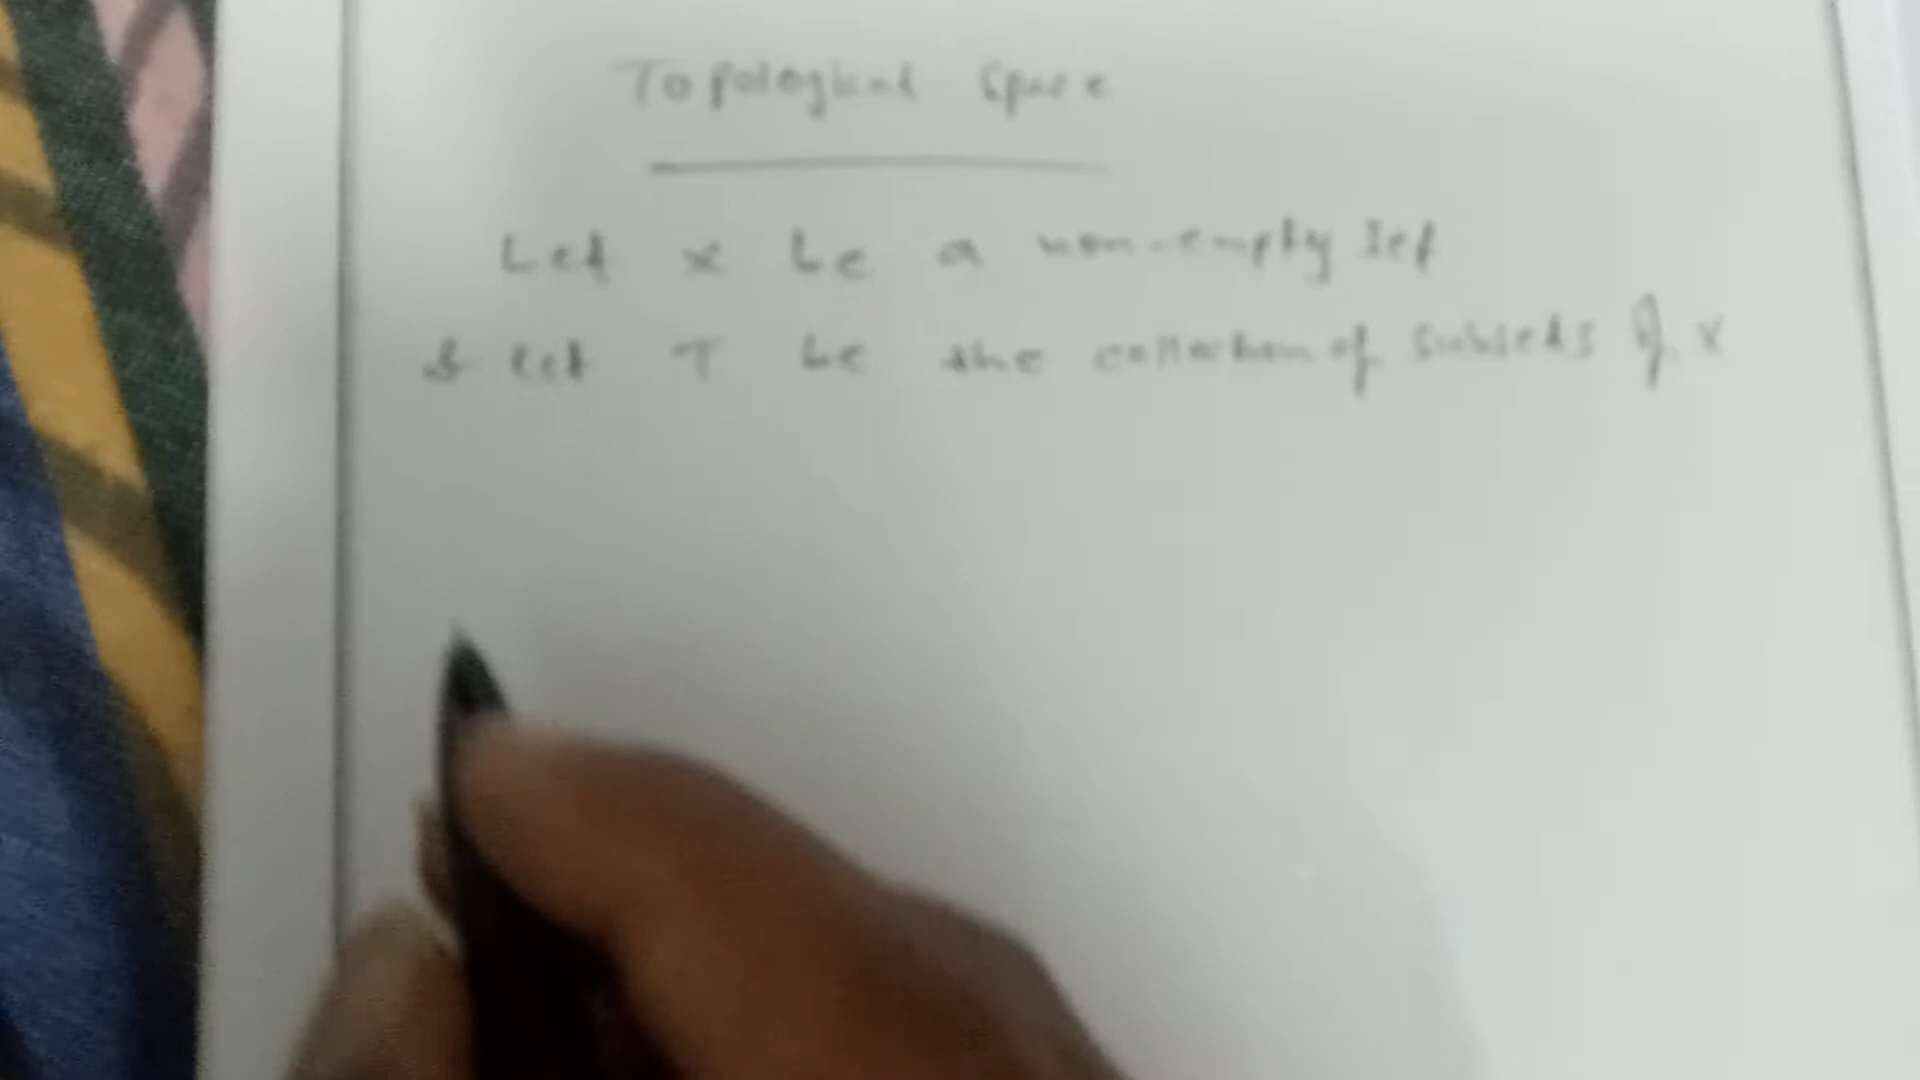 Topological Space
Let x be a non-empty set
& let T be the collection of subsets of X